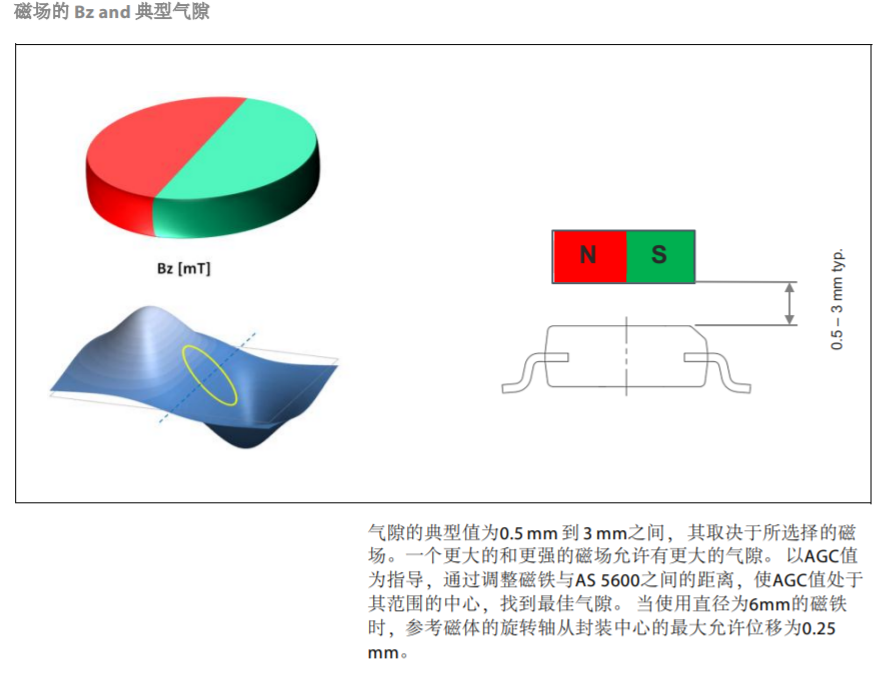 磁场的 Bz and 典型气隙
Bz [mT]
N S
0.5 – 3 mm typ.
气隙的典型值为0.5 mm 到 3 mm之间，其取决于所选择的磁
场。一个更大的和更强的磁场允许有更大的气隙。 以AGC值
为指导，通过调整磁铁与AS 5600之间的距离，使AGC值处于
其范围的中心，找到最佳气隙。 当使用直径为6mm的磁铁
时，参考磁体的旋转轴从封装中心的最大允许位移为0.25
mm。